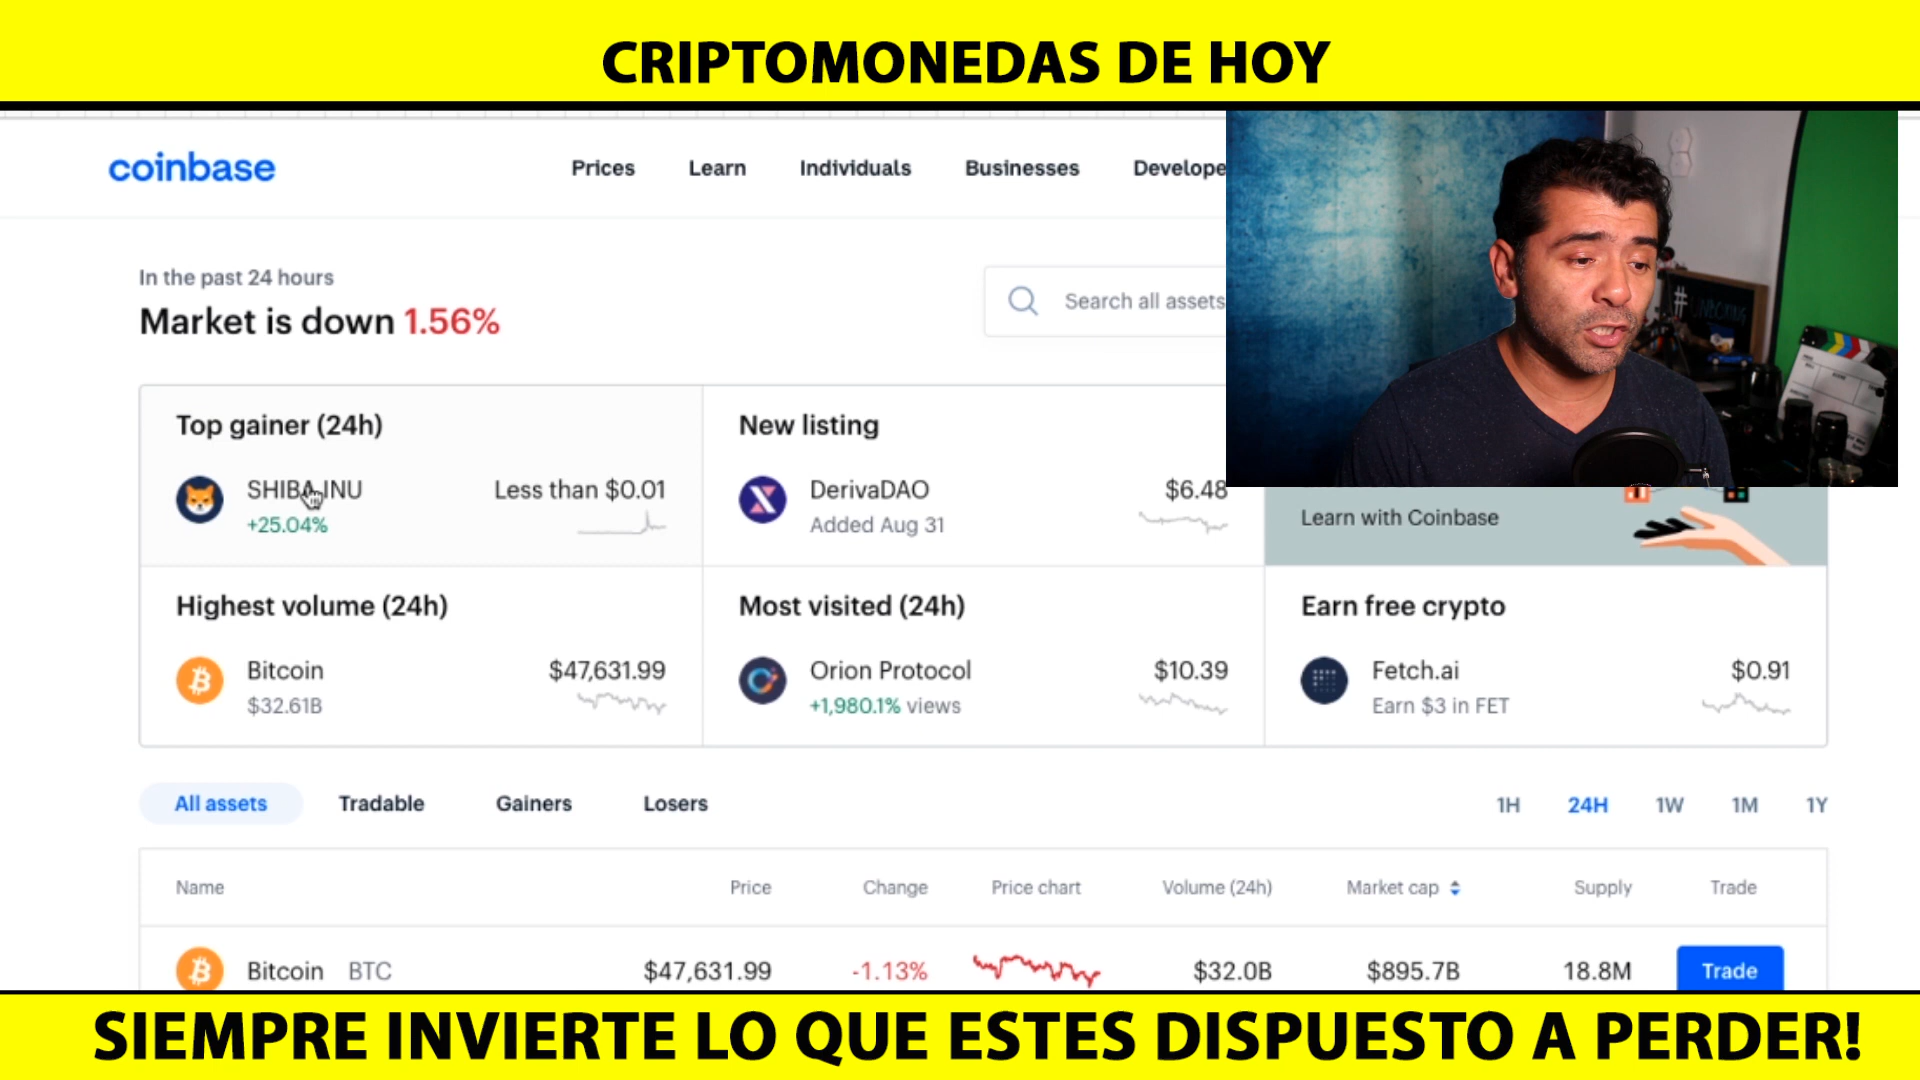 CRIPTOMONEDAS DE HOY
coinbase
Prices Learn Individuals Businesses Develope
In the past 24 hours
Market is down 1.56%
Search all assets
# UNBOXING
Top gainer (24h)
SHIBA INU Less than $0.01
+25.04%
New listing
DerivaDAO $6.48
Added Aug 31
Learn with Coinbase
Highest volume (24h)
Bitcoin $47,631.99
$32.61B
Most visited (24h)
Orion Protocol $10.39
+1,980.1% views
Earn free crypto
Fetch.ai $0.91
Earn $3 in FET
All assets Tradable Gainers Losers
1H 24H 1W 1M 1Y
Name Price Change Price chart Volume (24h) Market cap Supply Trade
Bitcoin BTC $47,631.99 -1.13% $32.0B $895.7B 18.8M Trade
SIEMPRE INVIERTE LO QUE ESTES DISPUESTO A PERDER!